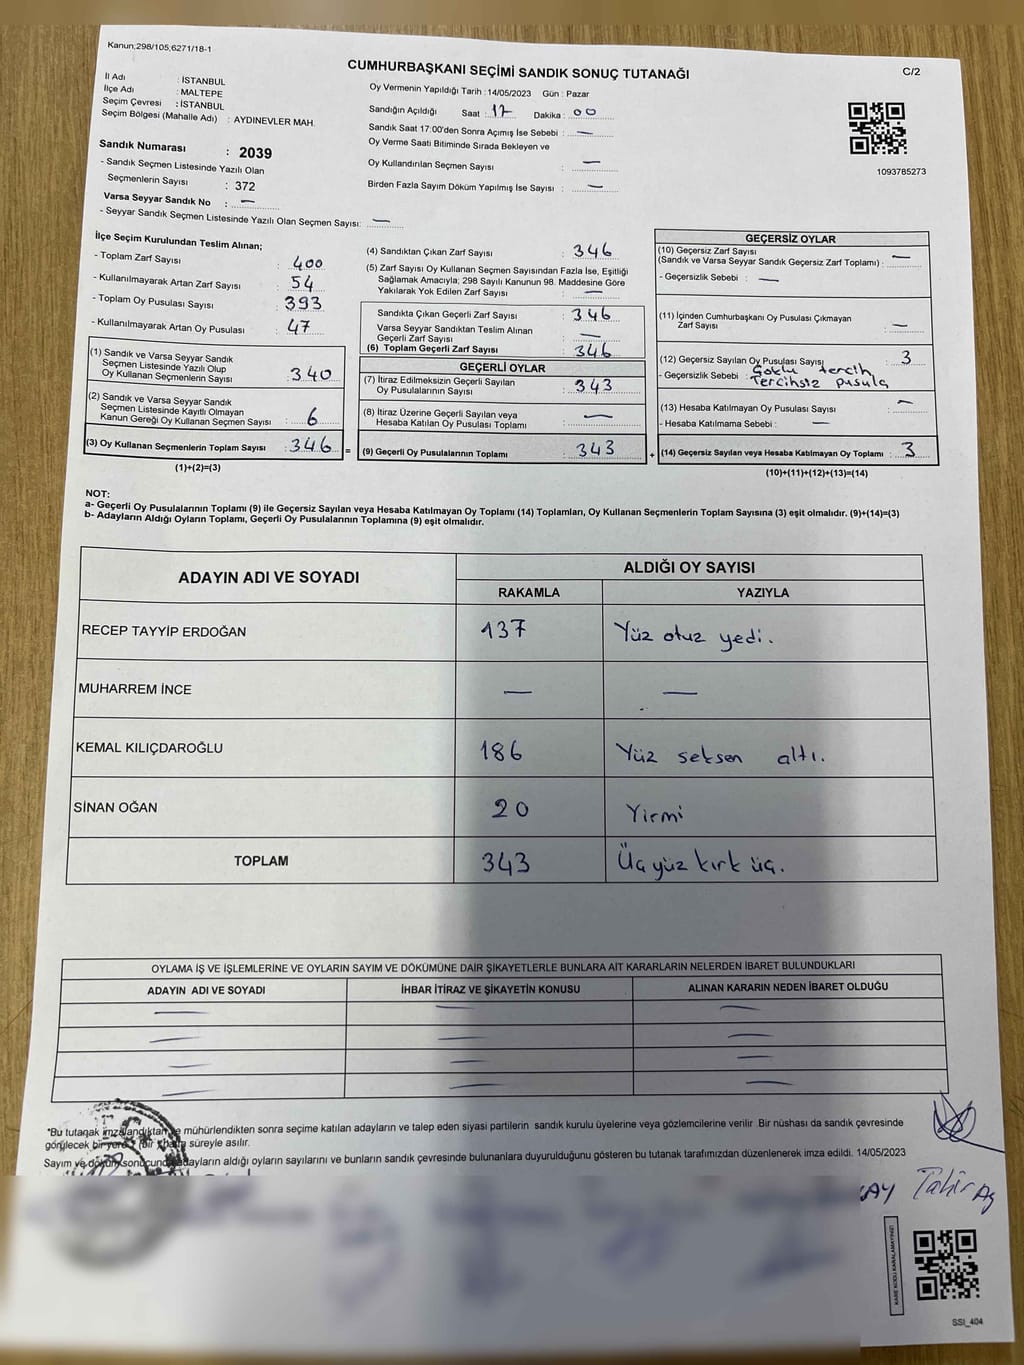 Kanun;298/105,6271/18-1
CUMHURBAŞKANI SEÇİMİ SANDIK SONUÇ TUTANAĞI
C/2
İl Adı : İSTANBUL
İlçe Adı : MALTEPE
Seçim Çevresi : İSTANBUL
Seçim Bölgesi (Mahalle Adı) : AYDINEVLER MAH.
Sandık Numarası : 2039
- Sandık Seçmen Listesinde Yazılı Olan
Seçmenlerin Sayısı : 372
Varsa Seyyar Sandık No : —
- Seyyar Sandık Seçmen Listesinde Yazılı Olan Seçmen Sayısı: —
Oy Vermenin Yapıldığı Tarih : 14/05/2023 Gün : Pazar
Sandığın Açıldığı Saat : 17 Dakika : 00
Sandık Saat 17:00'den Sonra Açımış İse Sebebi : —
Oy Verme Saati Bitiminde Sırada Bekleyen ve
Oy Kullandırılan Seçmen Sayısı : —
Birden Fazla Sayım Döküm Yapılmış İse Sayısı : —
1093785273
İlçe Seçim Kurulundan Teslim Alınan;
- Toplam Zarf Sayısı : 400
- Kullanılmayarak Artan Zarf Sayısı : 54
- Toplam Oy Pusulası Sayısı : 393
- Kullanılmayarak Artan Oy Pusulası : 47
(1) Sandık ve Varsa Seyyar Sandık
Seçmen Listesinde Yazılı Olup
Oy Kullanan Seçmenlerin Sayısı : 340
(2) Sandık ve Varsa Seyyar Sandık
Seçmen Listesinde Kayıtlı Olmayan
Kanun Gereği Oy Kullanan Seçmen Sayısı : 6
(3) Oy Kullanan Seçmenlerin Toplam Sayısı : 346
(1)+(2)=(3)
(4) Sandıktan Çıkan Zarf Sayısı : 346
(5) Zarf Sayısı Oy Kullanan Seçmen Sayısından Fazla İse, Eşitliği
Sağlamak Amacıyla; 298 Sayılı Kanunun 98. Maddesine Göre
Yakılarak Yok Edilen Zarf Sayısı : —
Sandıkta Çıkan Geçerli Zarf Sayısı : 346
Varsa Seyyar Sandıktan Teslim Alınan
Geçerli Zarf Sayısı : —
(6) Toplam Geçerli Zarf Sayısı : 346
GEÇERLİ OYLAR
(7) İtiraz Edilmeksizin Geçerli Sayılan
Oy Pusulalarının Sayısı : 343
(8) İtiraz Üzerine Geçerli Sayılan veya
Hesaba Katılan Oy Pusulası Toplamı : —
= (9) Geçerli Oy Pusulalarının Toplamı : 343
GEÇERSİZ OYLAR
(10) Geçersiz Zarf Sayısı
(Sandık ve Varsa Seyyar Sandık Geçersiz Zarf Toplamı) : —
- Geçersizlik Sebebi : —
(11) İçinden Cumhurbaşkanı Oy Pusulası Çıkmayan
Zarf Sayısı : —
(12) Geçersiz Sayılan Oy Pusulası Sayısı : 3
- Geçersizlik Sebebi : Çoklu tercih,
Tercihsiz pusula
(13) Hesaba Katılmayan Oy Pusulası Sayısı : —
- Hesaba Katılmama Sebebi : —
+ (14) Geçersiz Sayılan veya Hesaba Katılmayan Oy Toplamı : 3
(10)+(11)+(12)+(13)=(14)
NOT:
a- Geçerli Oy Pusulalarının Toplamı (9) ile Geçersiz Sayılan veya Hesaba Katılmayan Oy Toplamı (14) Toplamları, Oy Kullanan Seçmenlerin Toplam Sayısına (3) eşit olmalıdır. (9)+(14)=(3)
b- Adayların Aldığı Oyların Toplamı, Geçerli Oy Pusulalarının Toplamına (9) eşit olmalıdır.
ADAYIN ADI VE SOYADI
ALDIĞI OY SAYISI
RAKAMLA YAZIYLA
RECEP TAYYİP ERDOĞAN 137 Yüz otuz yedi.
MUHARREM İNCE — —
KEMAL KILIÇDAROĞLU 186 Yüz seksen altı.
SİNAN OĞAN 20 Yirmi
TOPLAM 343 Üç yüz kırk üç.
OYLAMA İŞ VE İŞLEMLERİNE VE OYLARIN SAYIM VE DÖKÜMÜNE DAİR ŞİKAYETLERLE BUNLARA AİT KARARLARIN NELERDEN İBARET BULUNDUKLARI
ADAYIN ADI VE SOYADI İHBAR İTİRAZ VE ŞİKAYETİN KONUSU ALINAN KARARIN NEDEN İBARET OLDUĞU
— — —
— — —
— — —
— — —
*Bu tutanak imzalandıktan ve mühürlendikten sonra seçime katılan adayların ve talep eden siyasi partilerin sandık kurulu üyelerine veya gözlemcilerine verilir Bir nüshası da sandık çevresinde
görülecek bir yere 7 (Bir) hafta süreyle asılır.
Sayım ve döküm sonucunda adayların aldığı oyların sayılarını ve bunların sandık çevresinde bulunanlara duyurulduğunu gösteren bu tutanak tarafımızdan düzenlenerek imza edildi. 14/05/2023
Tahir
KARE KODU KARALAMAYINIZ!
SSI_404